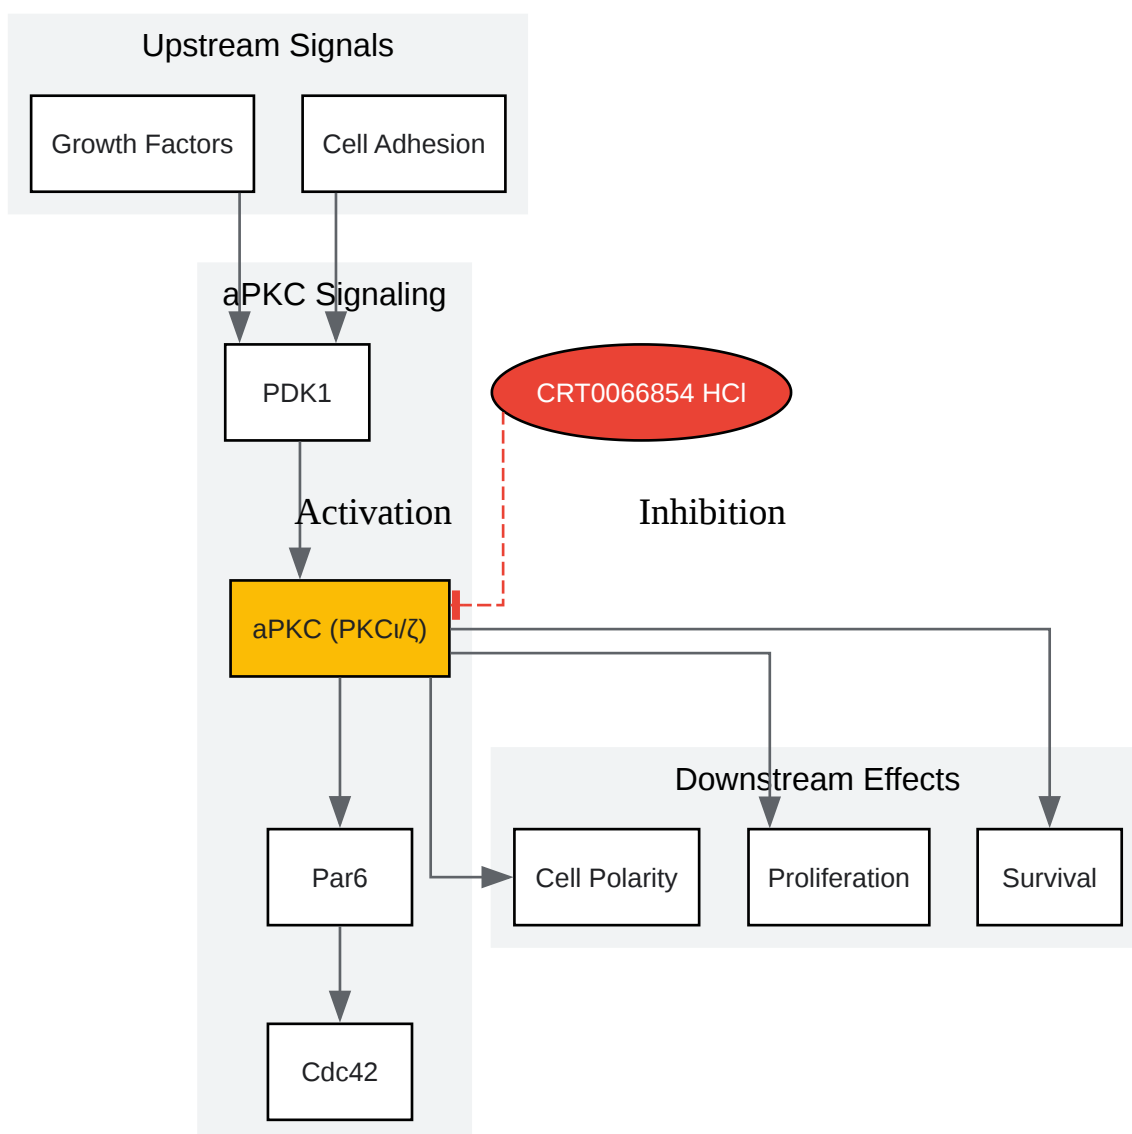 Upstream Signals
Growth Factors
Cell Adhesion
aPKC Signaling
PDK1
CRT0066854 HCl
Activation
Inhibition
aPKC (PKCι/ζ)
Downstream Effects
Par6
Cell Polarity
Proliferation
Survival
Cdc42